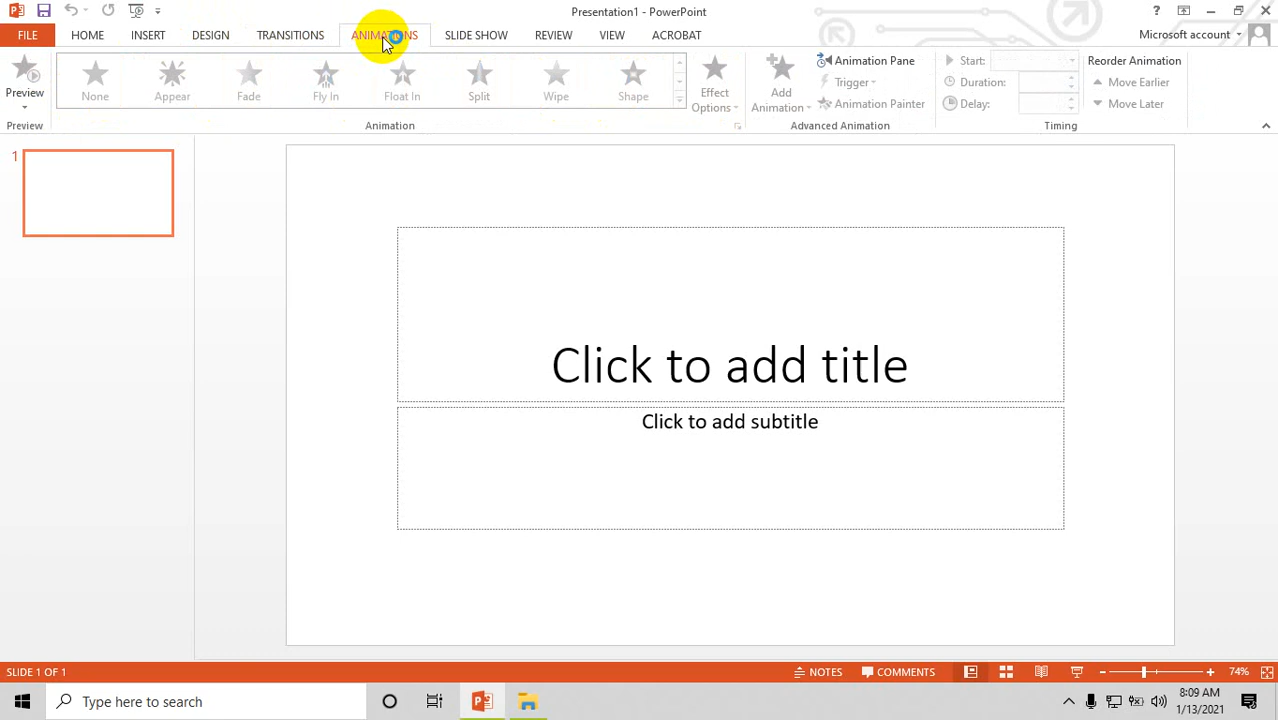 Presentation1 - PowerPoint
?
FILE HOME INSERT DESIGN TRANSITIONS ANIMATIONS SLIDE SHOW REVIEW VIEW ACROBAT Microsoft account
Preview
None Appear Fade Fly In Float In Split Wipe Shape
Effect Options
Add Animation
Animation Pane
Trigger
Animation Painter
Start:
Duration:
Delay:
Reorder Animation
Move Earlier
Move Later
Preview Animation Advanced Animation Timing
1
Click to add title
Click to add subtitle
SLIDE 1 OF 1 NOTES COMMENTS 74%
Type here to search
8:09 AM
1/13/2021